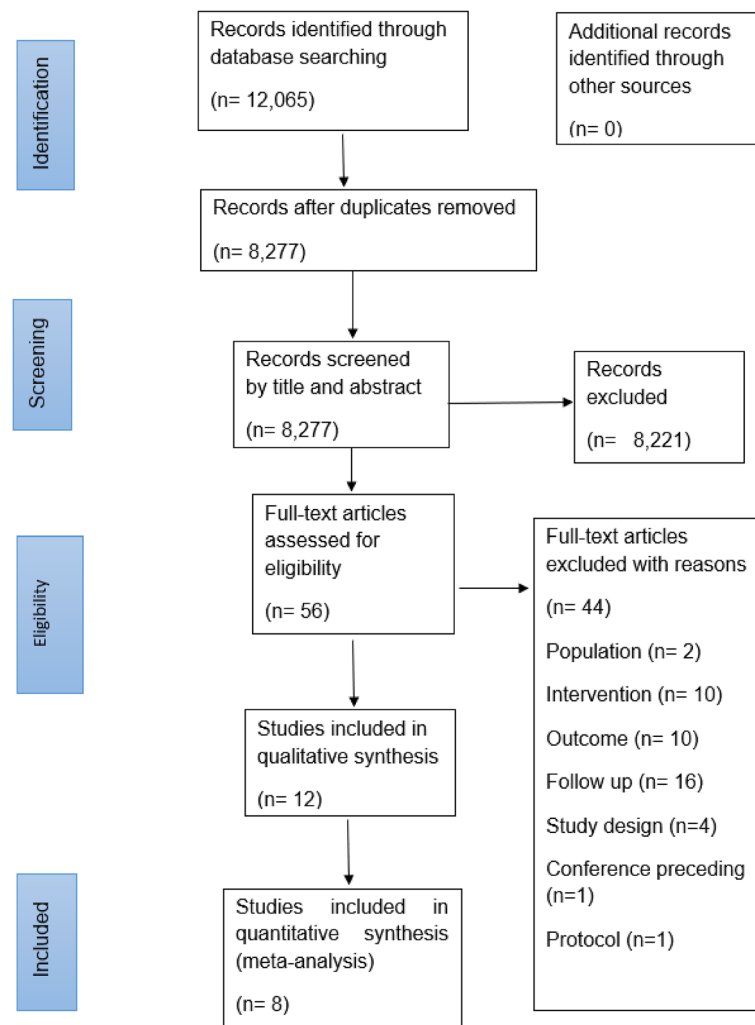 Identification
Records identified through
database searching
(n= 12,065)
Additional records
identified through
other sources
(n= 0)
Records after duplicates removed
(n= 8,277)
Screening
Records screened
by title and abstract
(n= 8,277)
Records
excluded
(n= 8,221)
Eligibility
Full-text articles
assessed for
eligibility
(n= 56)
Full-text articles
excluded with reasons
(n= 44)
Population (n= 2)
Intervention (n= 10)
Outcome (n= 10)
Follow up (n= 16)
Study design (n=4)
Conference preceding
(n=1)
Protocol (n=1)
Studies included in
qualitative synthesis
(n= 12)
Included
Studies included in
quantitative synthesis
(meta-analysis)
(n= 8)